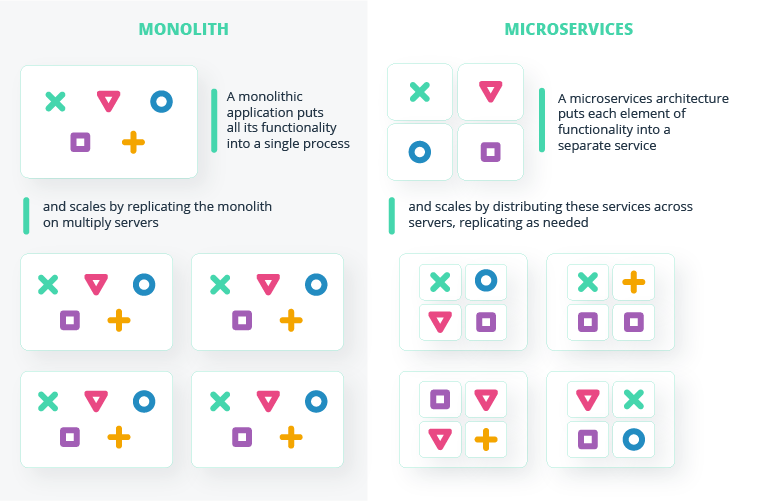 MONOLITH
A monolithic
application puts
all its functionality
into a single process
and scales by replicating the monolith
on multiply servers
MICROSERVICES
A microservices architecture
puts each element of
functionality into a
separate service
and scales by distributing these services across
servers, replicating as needed